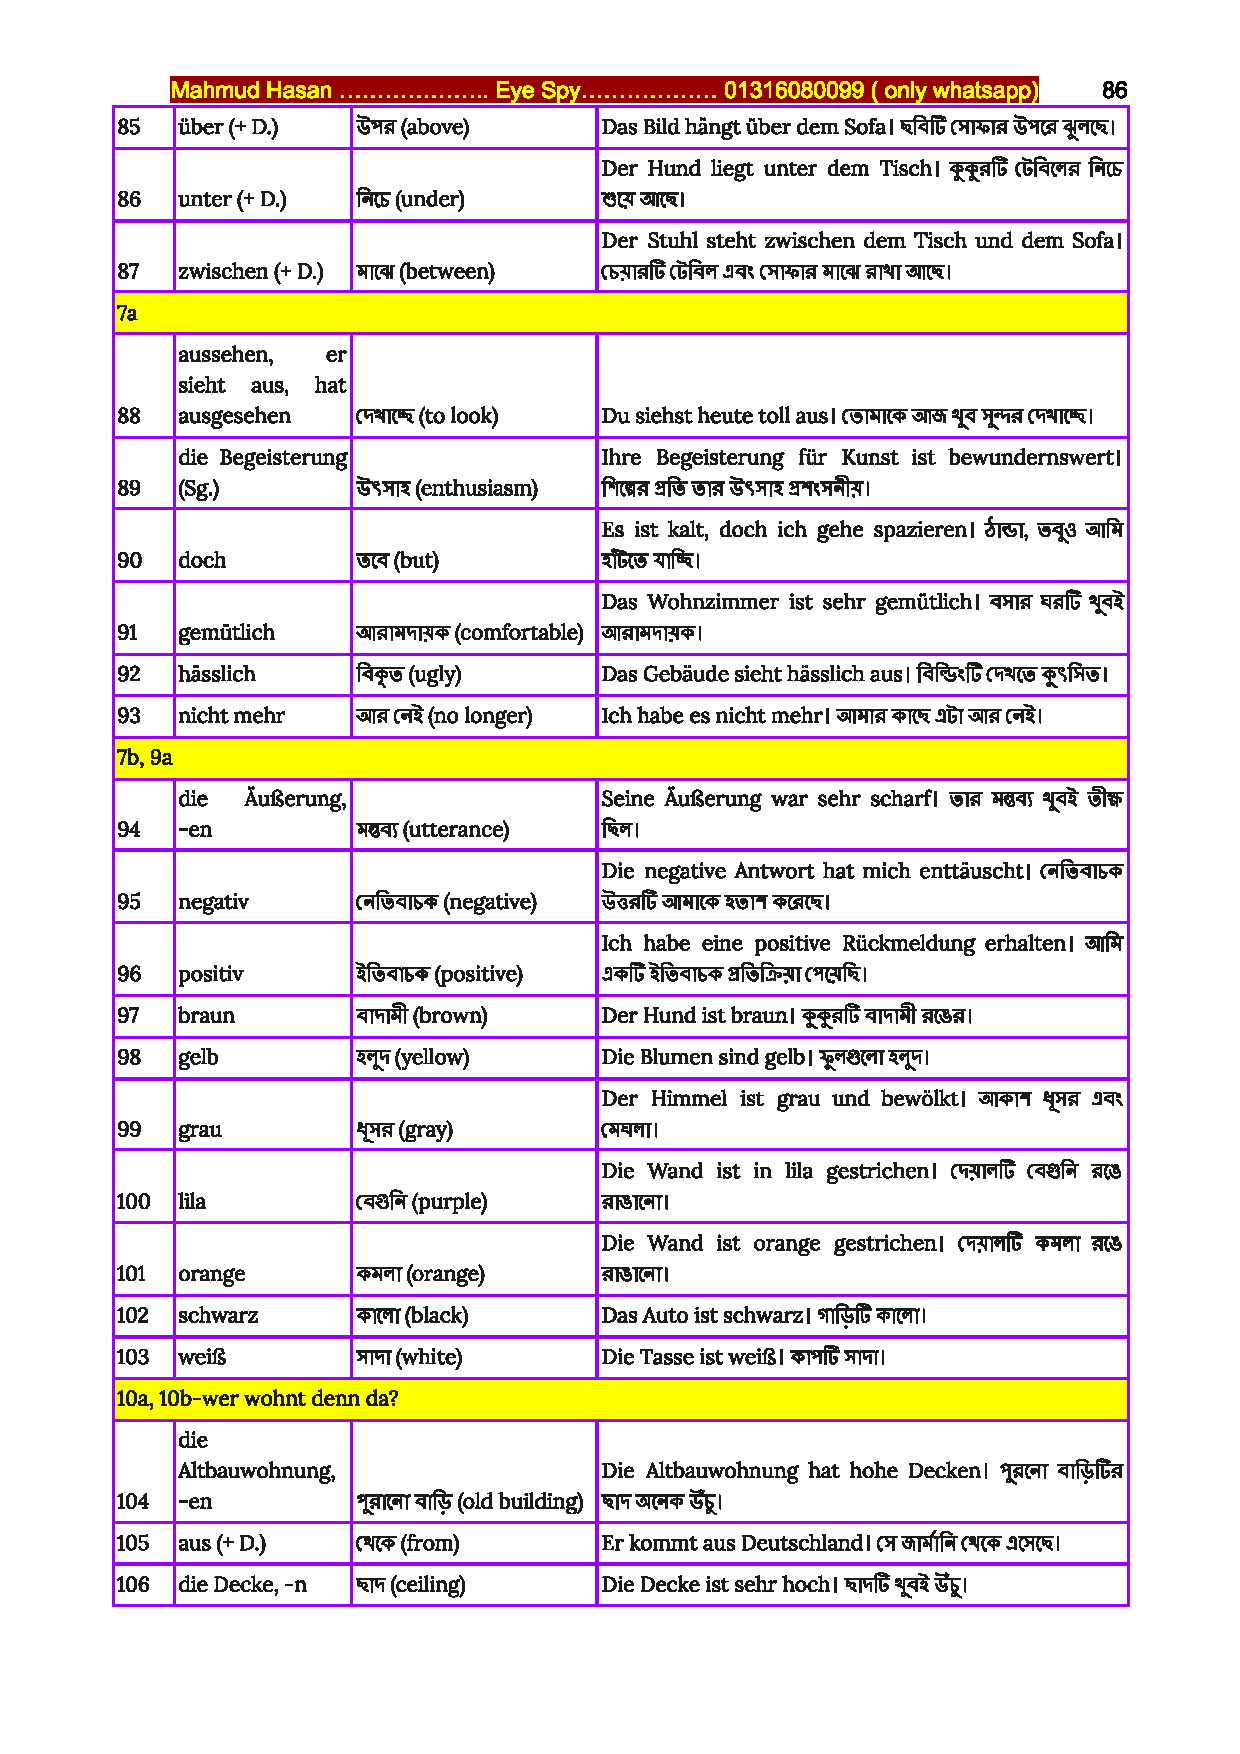 Mahmud Hasan ……………….. Eye Spy……………… 01316080099 ( only whatsapp) 86
85 über (+ D.) উপর (above) Das Bild hängt über dem Sofa। ছবিটি সোফার উপরে ঝুলছে।
Der Hund liegt unter dem Tisch। কুকুরটি টেবিলের নিচে
86 unter (+ D.) নিচে (under) শুয়ে আছে।
Der Stuhl steht zwischen dem Tisch und dem Sofa।
87 zwischen (+ D.) মাঝে (between) চেয়ারটি টেবিল এবং সোফার মাঝে রাখা আছে।
7a
aussehen, er
sieht aus, hat
88 ausgesehen দেখাচ্ছে (to look) Du siehst heute toll aus। তোমাকে আজ খুব সুন্দর দেখাচ্ছে।
die Begeisterung Ihre Begeisterung für Kunst ist bewundernswert।
89 (Sg.) উৎসাহ (enthusiasm) শিল্পের প্রতি তার উৎসাহ প্রশংসনীয়।
Es ist kalt, doch ich gehe spazieren। ঠান্ডা, তবুও আমি
90 doch তবে (but) হাঁটতে যাচ্ছি।
Das Wohnzimmer ist sehr gemütlich। বসার ঘরটি খুবই
91 gemütlich আরামদায়ক (comfortable) আরামদায়ক।
92 hässlich বিকৃত (ugly) Das Gebäude sieht hässlich aus। বিল্ডিংটি দেখতে কুৎসিত।
93 nicht mehr আর নেই (no longer) Ich habe es nicht mehr। আমার কাছে এটা আর নেই।
7b, 9a
die Äußerung, Seine Äußerung war sehr scharf। তার মন্তব্য খুবই তীক্ষ্ণ
94 -en মন্তব্য (utterance) ছিল।
Die negative Antwort hat mich enttäuscht। নেতিবাচক
95 negativ নেতিবাচক (negative) উত্তরটি আমাকে হতাশ করেছে।
Ich habe eine positive Rückmeldung erhalten। আমি
96 positiv ইতিবাচক (positive) একটি ইতিবাচক প্রতিক্রিয়া পেয়েছি।
97 braun বাদামী (brown) Der Hund ist braun। কুকুরটি বাদামী রঙের।
98 gelb হলুদ (yellow) Die Blumen sind gelb। ফুলগুলো হলুদ।
Der Himmel ist grau und bewölkt। আকাশ ধূসর এবং
99 grau ধূসর (gray) মেঘলা।
Die Wand ist in lila gestrichen। দেয়ালটি বেগুনি রঙে
100 lila বেগুনি (purple) রাঙানো।
Die Wand ist orange gestrichen। দেয়ালটি কমলা রঙে
101 orange কমলা (orange) রাঙানো।
102 schwarz কালো (black) Das Auto ist schwarz। গাড়িটি কালো।
103 weiß সাদা (white) Die Tasse ist weiß। কাপটি সাদা।
10a, 10b-wer wohnt denn da?
die
Altbauwohnung, Die Altbauwohnung hat hohe Decken। পুরনো বাড়িটির
104 -en পুরানো বাড়ি (old building) ছাদ অনেক উঁচু।
105 aus (+ D.) থেকে (from) Er kommt aus Deutschland। সে জার্মানি থেকে এসেছে।
106 die Decke, -n ছাদ (ceiling) Die Decke ist sehr hoch। ছাদটি খুবই উঁচু।